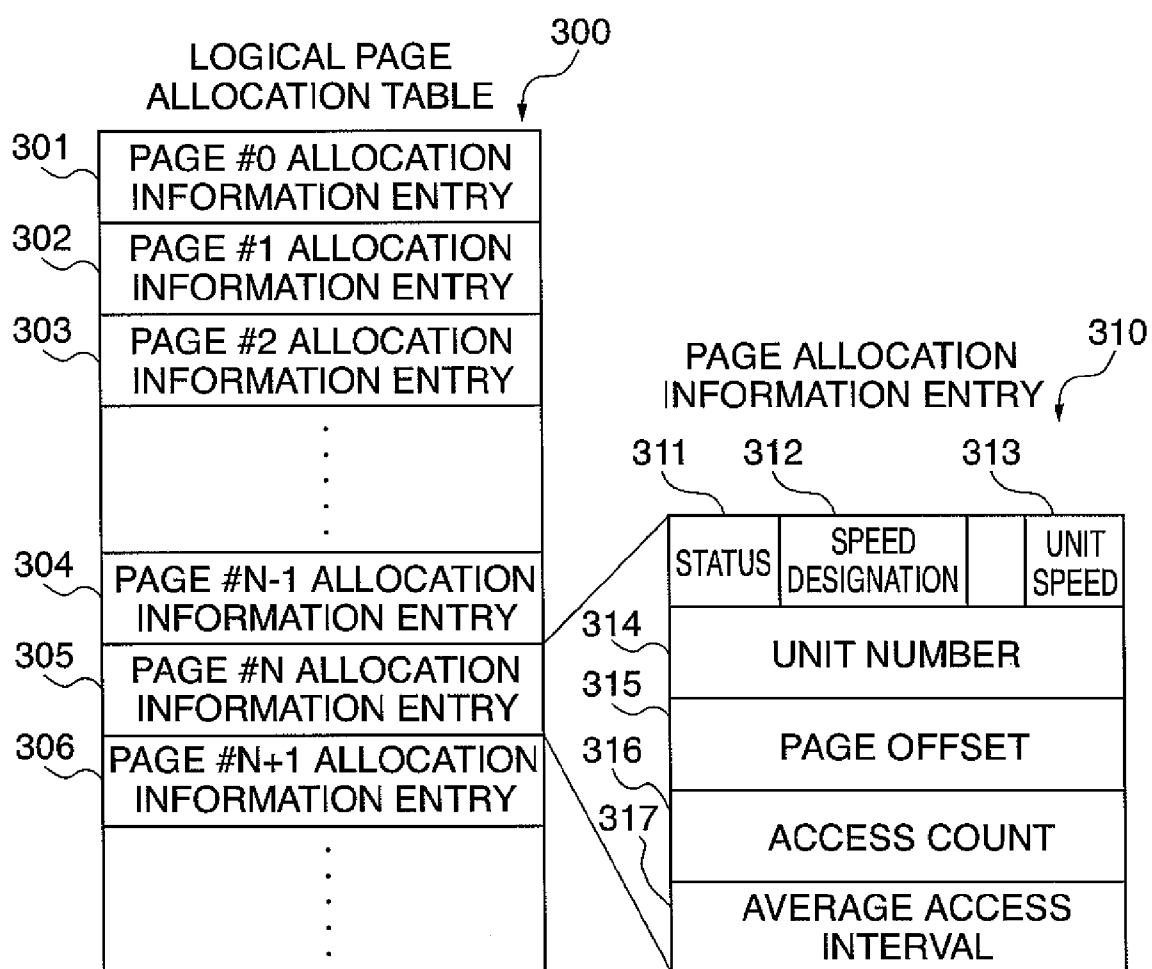 300
LOGICAL PAGE
ALLOCATION TABLE
301
PAGE #0 ALLOCATION
INFORMATION ENTRY
302
PAGE #1 ALLOCATION
INFORMATION ENTRY
303
PAGE #2 ALLOCATION
INFORMATION ENTRY
304
PAGE #N-1 ALLOCATION
INFORMATION ENTRY
305
PAGE #N ALLOCATION
INFORMATION ENTRY
306
PAGE #N+1 ALLOCATION
INFORMATION ENTRY
310
PAGE ALLOCATION
INFORMATION ENTRY
311 312 313
STATUS
SPEED
DESIGNATION
UNIT
SPEED
314
UNIT NUMBER
315
PAGE OFFSET
316
ACCESS COUNT
317
AVERAGE ACCESS
INTERVAL